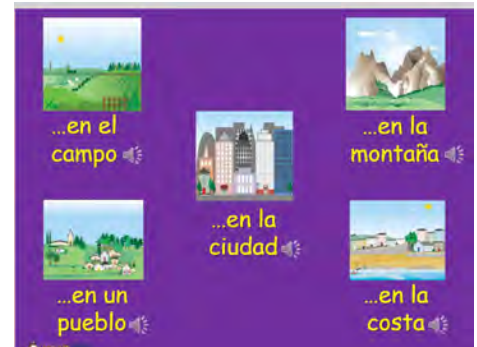 ...en el
campo
...en la
montaña
...en la
ciudad
...en un
pueblo
...en la
costa